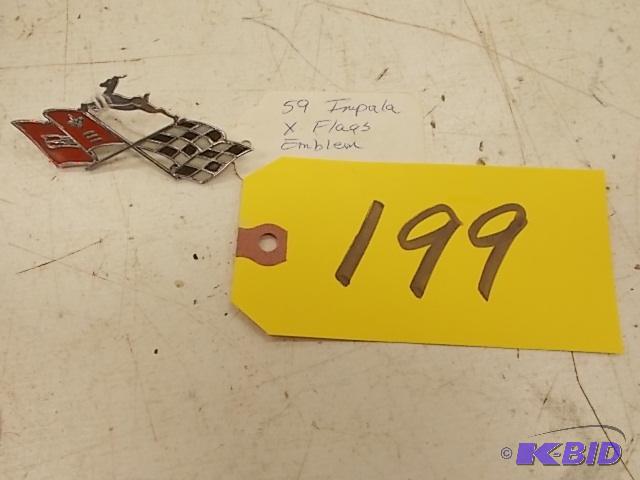 59 Impala
X Flags
Emblem
199
© K-BID